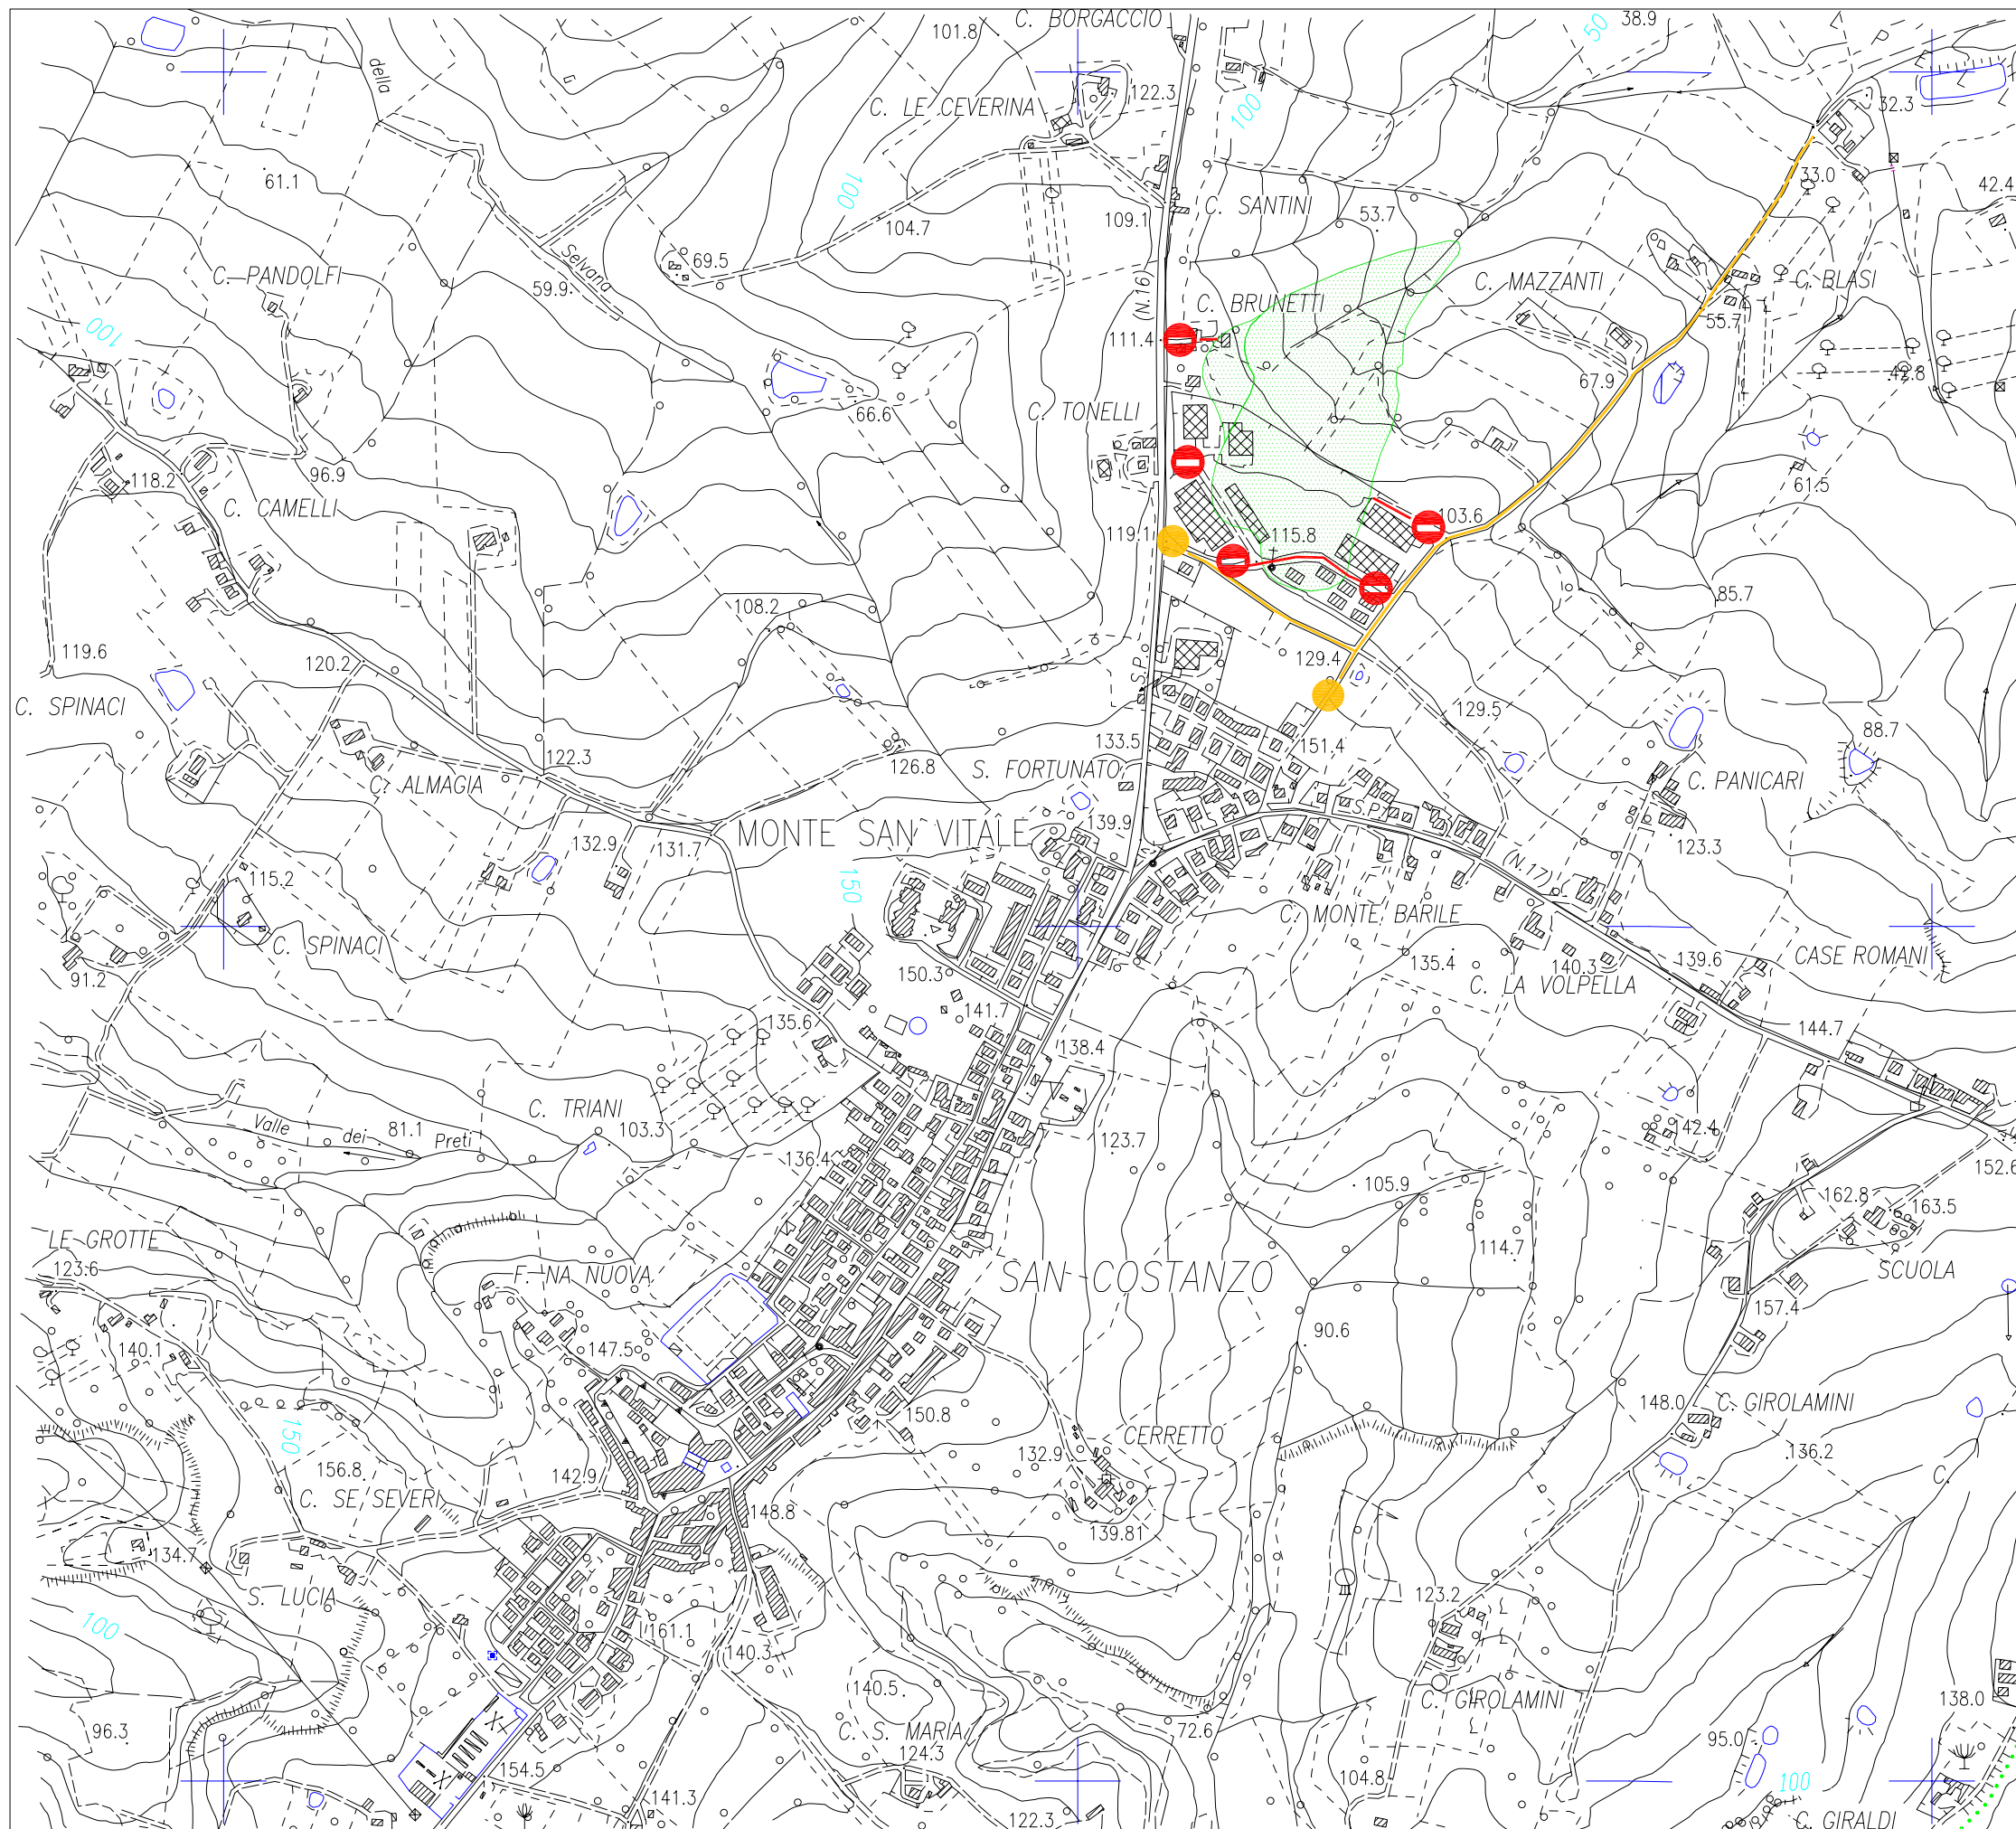 C. BORGACCIO
38.9
50
101.8
della
C. LE CEVERINA
122.3
100
32.3
61.1
33.0
42.4
100
104.7
109.1
C. SANTINI
53.7
C. PANDOLFI
Selvana
69.5
59.9
(N.16)
C. BRUNETTI
C. MAZZANTI
C. BLASI
55.7
100
111.4
66.6
C. TONELLI
67.9
42.8
96.9
118.2
C. CAMELLI
61.5
103.6
119.1
115.8
108.2
85.7
119.6
120.2
129.4
S.P.
C. SPINACI
129.5
88.7
122.3
126.8
133.5
151.4
C. ALMAGIA
S. FORTUNATO
C. PANICARI
S.P.
MONTE SAN VITALE
139.9
132.9
131.7
123.3
(N.17)
115.2
150
C. MONTE BARILE
C. SPINACI
91.2
150.3
135.4
140.3
139.6
CASE ROMANI
C. LA VOLPELLA
135.6
141.7
144.7
138.4
C. TRIANI
103.3
Valle dei Preti
81.1
123.7
142.4
136.4
152.6
105.9
162.8
163.5
LE GROTTE
114.7
123.6
F. NA NUOVA
SAN COSTANZO
SCUOLA
157.4
90.6
140.1
147.5
148.0
C. GIROLAMINI
150
150.8
CERRETTO
132.9
136.2
156.8
142.9
C.
C. SE SEVERI
148.8
139.81
134.7
S. LUCIA
123.2
100
161.1
140.3
140.5
C. GIROLAMINI
138.0
96.3
C. S. MARIA
72.6
95.0
124.3
154.5
104.8
100
141.3
122.3
C. GIRALDI